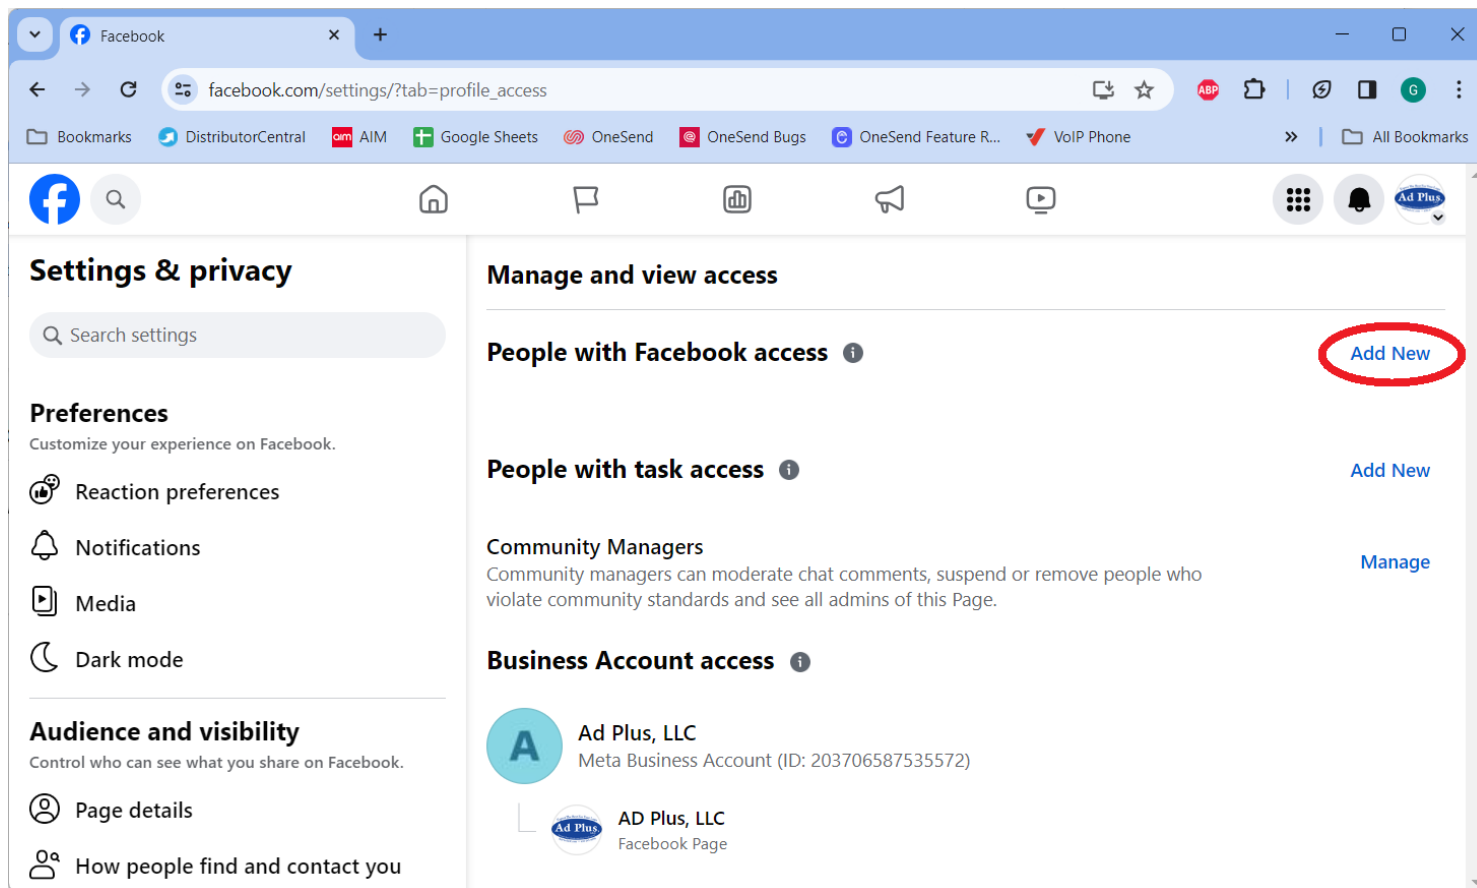 Facebook
facebook.com/settings/?tab=profile_access
ABP
G
Bookmarks
DistributorCentral
aim AIM
Google Sheets
OneSend
OneSend Bugs
OneSend Feature R...
VoIP Phone
All Bookmarks
Ad Plus
Settings & privacy
Search settings
Preferences
Customize your experience on Facebook.
Reaction preferences
Notifications
Media
Dark mode
Audience and visibility
Control who can see what you share on Facebook.
Page details
How people find and contact you
Manage and view access
People with Facebook access
Add New
People with task access
Add New
Community Managers
Community managers can moderate chat comments, suspend or remove people who
violate community standards and see all admins of this Page.
Manage
Business Account access
A
Ad Plus, LLC
Meta Business Account (ID: 203706587535572)
Ad Plus
AD Plus, LLC
Facebook Page